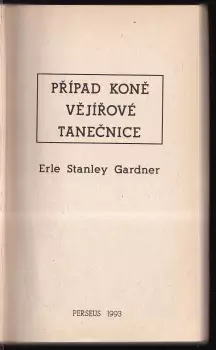 PŘÍPAD KONĚ
VĚJÍŘOVÉ
TANEČNICE
Erle Stanley Gardner
PERSEUS 1993